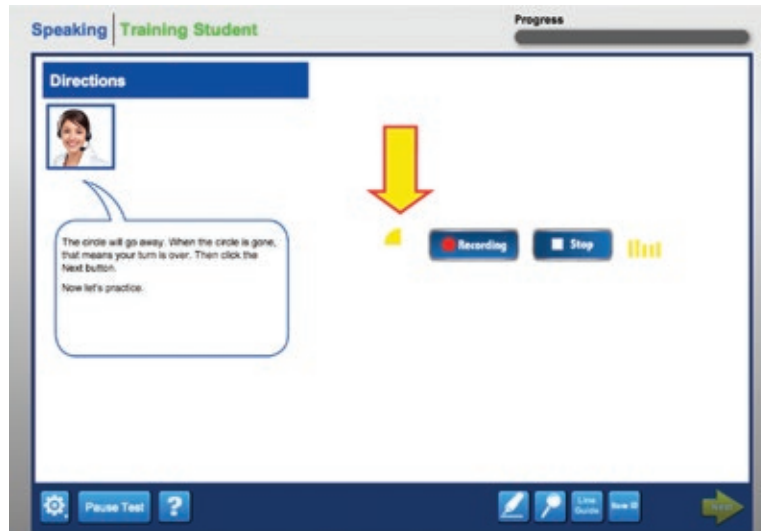 Speaking Training Student
Progress
Directions
The circle will go away. When the circle is gone,
that means your turn is over. Then click the
Next button.
Now let's practice.
Recording
Stop
Pause Test
?
Line
Guide
Next